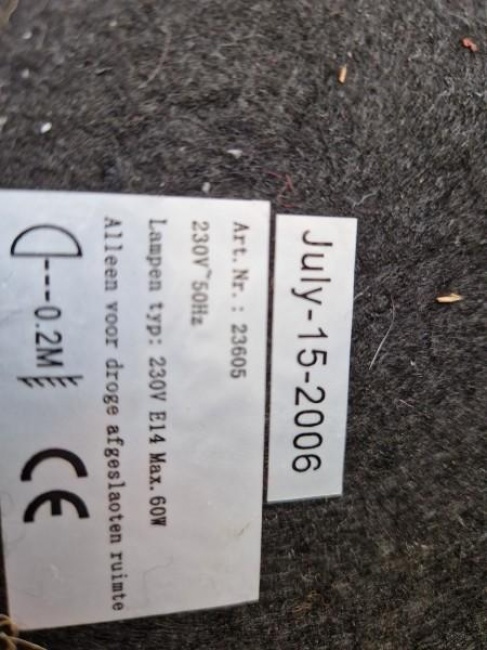 July-15-2006
Art.Nr.: 23605
230V~50Hz
Lampen typ: 230V E14 Max. 60W
Alleen voor droge afgeslaoten ruimte
---0.2M
CE